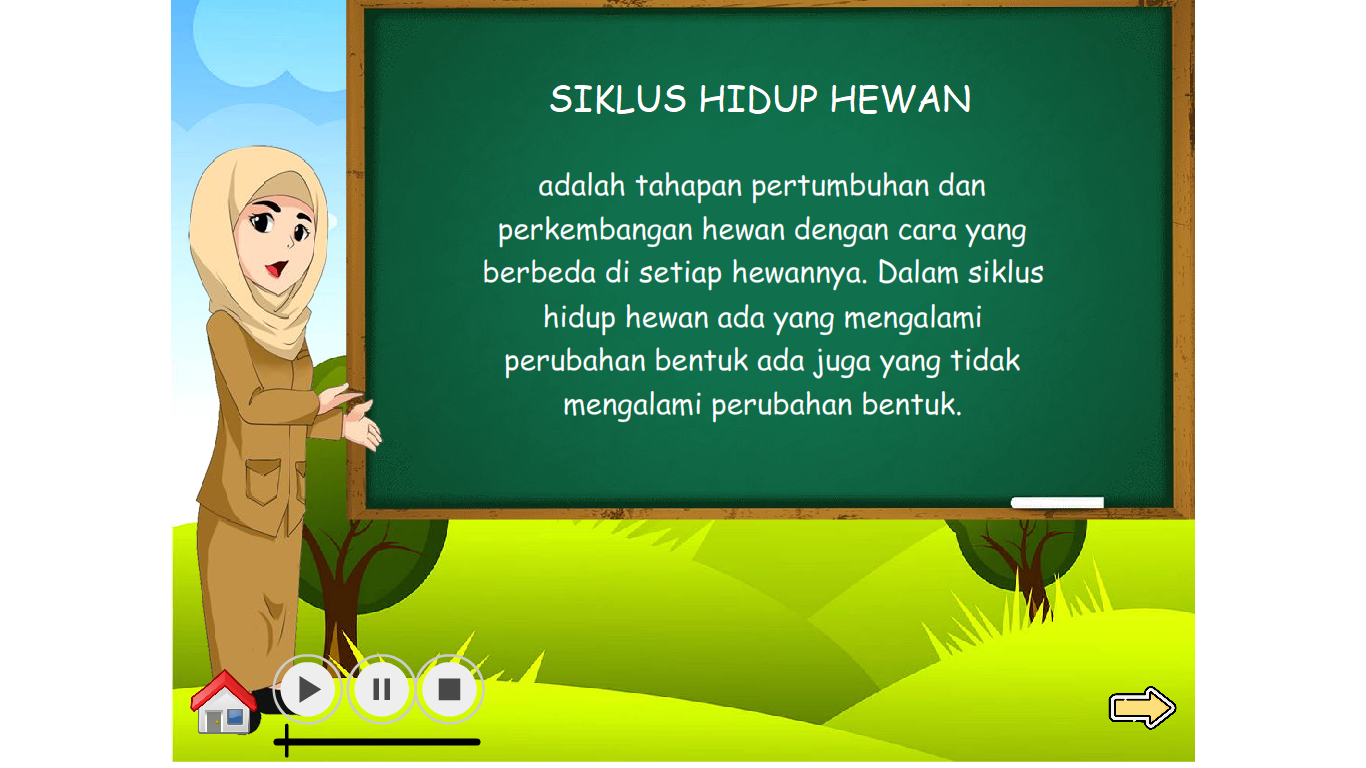 SIKLUS HIDUP HEWAN
adalah tahapan pertumbuhan dan
perkembangan hewan dengan cara yang
berbeda di setiap hewannya. Dalam siklus
hidup hewan ada yang mengalami
perubahan bentuk ada juga yang tidak
mengalami perubahan bentuk.